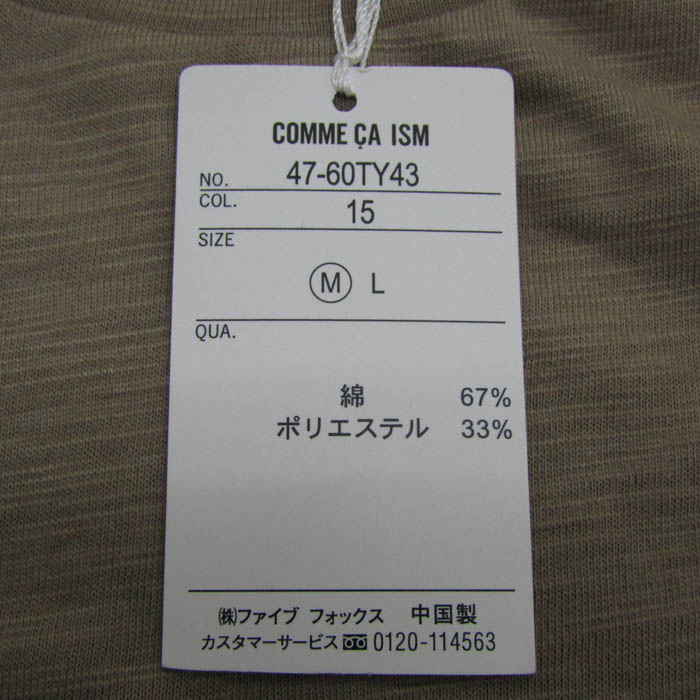 COMME ÇA ISM
NO. 47-60TY43
COL. 15
SIZE
M L
QUA.
綿 67%
ポリエステル 33%
㈱ファイブ フォックス 中国製
カスタマーサービス 0120-114563